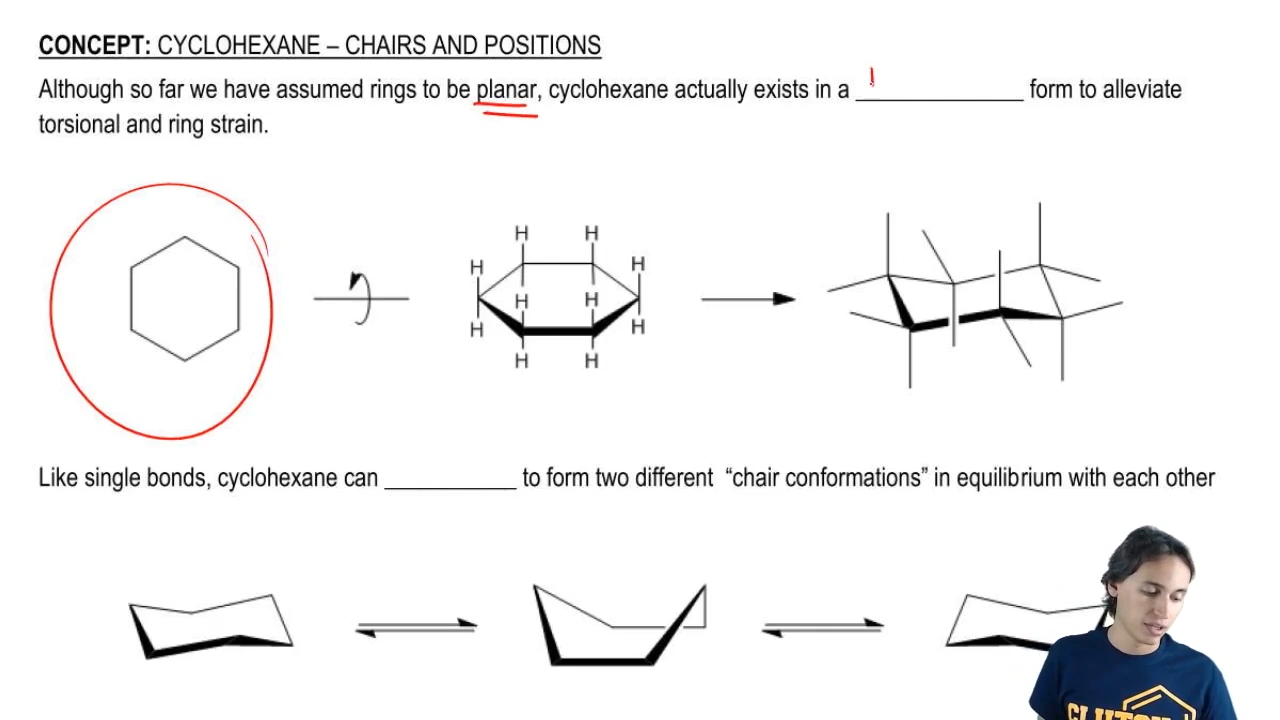 CONCEPT: CYCLOHEXANE – CHAIRS AND POSITIONS
Although so far we have assumed rings to be planar, cyclohexane actually exists in a ______________ form to alleviate
torsional and ring strain.
H H
H H
H H
H H
H H
Like single bonds, cyclohexane can __________ to form two different “chair conformations” in equilibrium with each other
CLUTCH